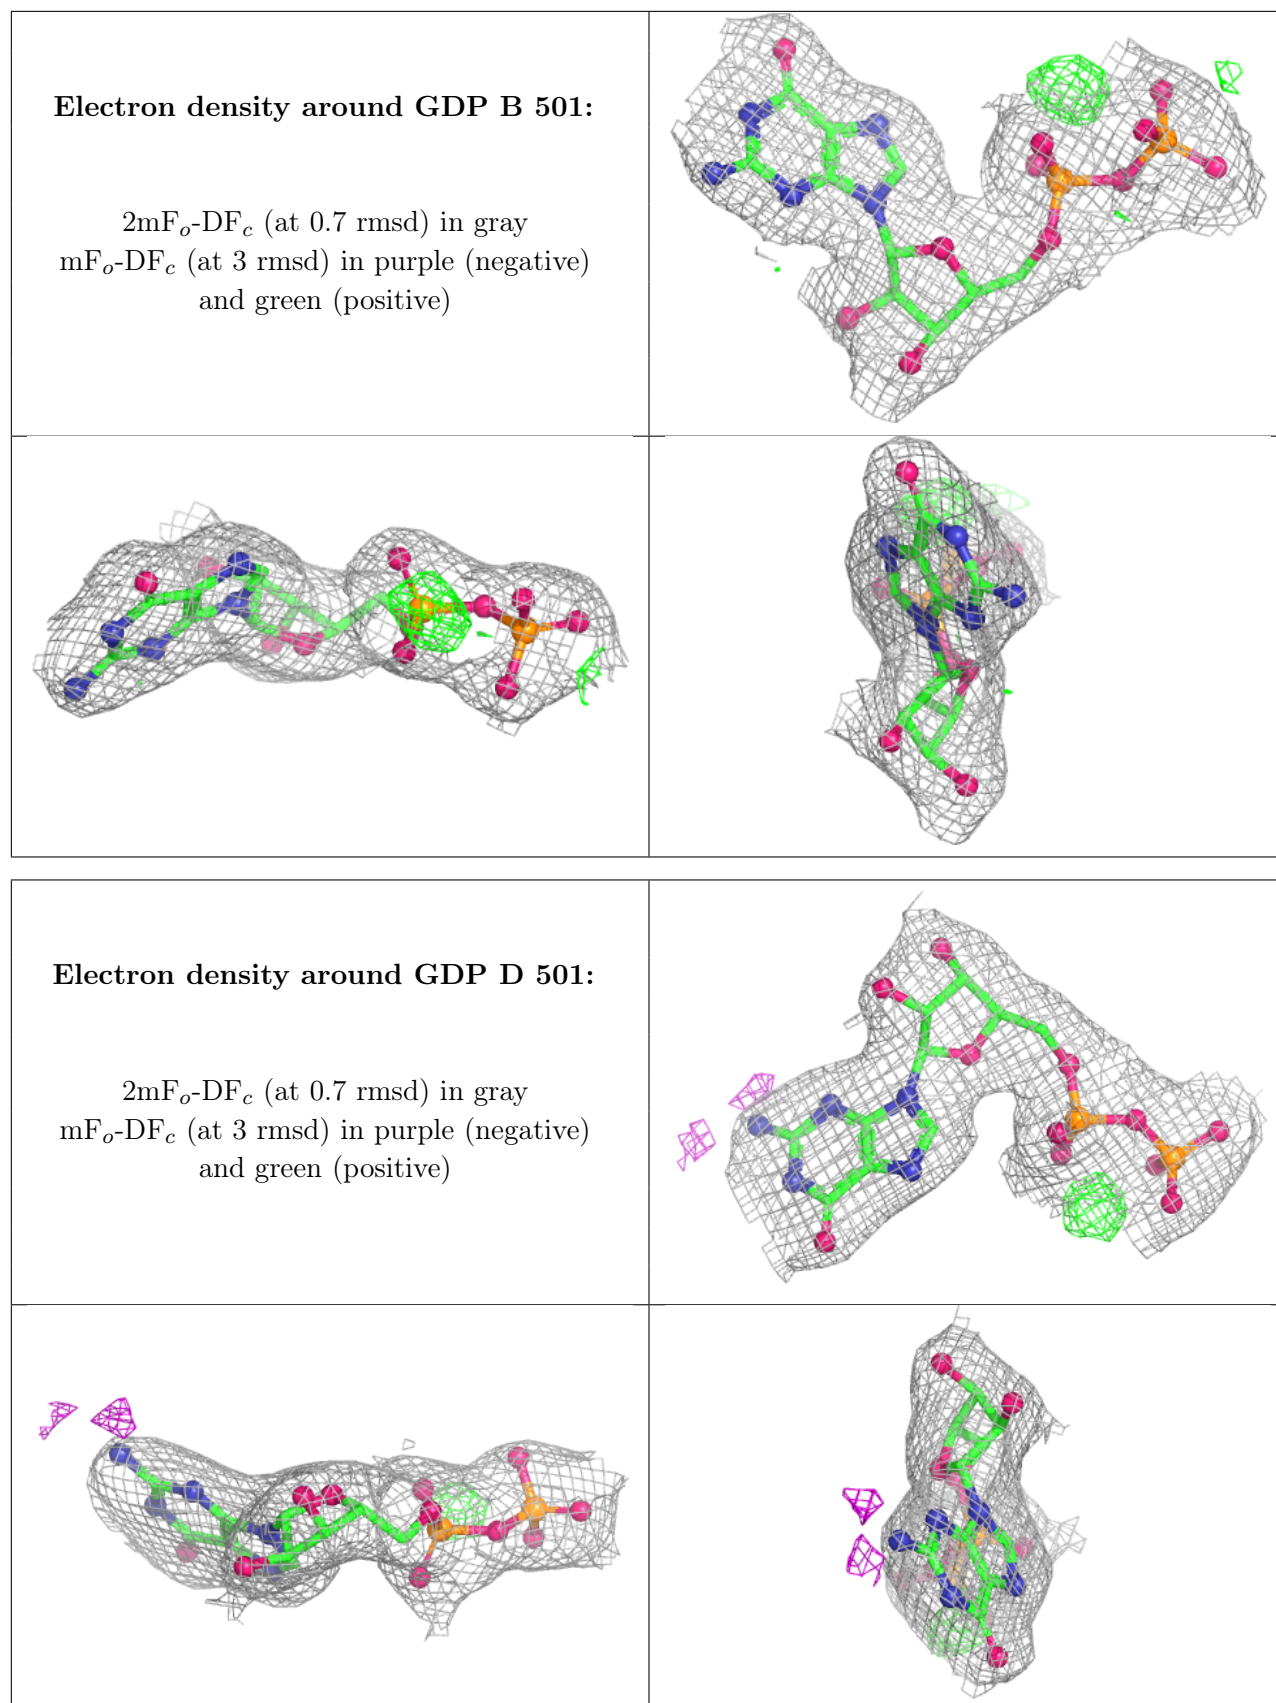 Electron density around GDP B 501:
2mFo-DFc (at 0.7 rmsd) in gray
mFo-DFc (at 3 rmsd) in purple (negative)
and green (positive)
Electron density around GDP D 501:
2mFo-DFc (at 0.7 rmsd) in gray
mFo-DFc (at 3 rmsd) in purple (negative)
and green (positive)